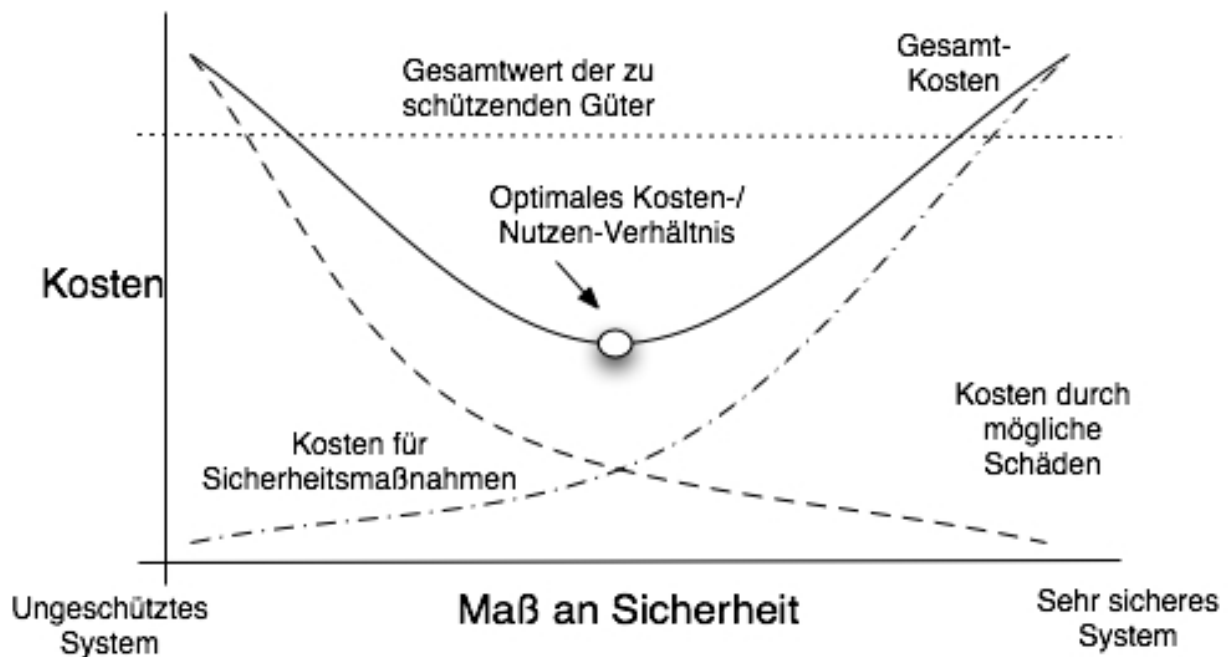 Gesamt-
Kosten
Gesamtwert der zu
schützenden Güter
Optimales Kosten-/
Nutzen-Verhältnis
Kosten
Kosten durch
mögliche
Schäden
Kosten für
Sicherheitsmaßnahmen
Ungeschütztes
System
Maß an Sicherheit
Sehr sicheres
System